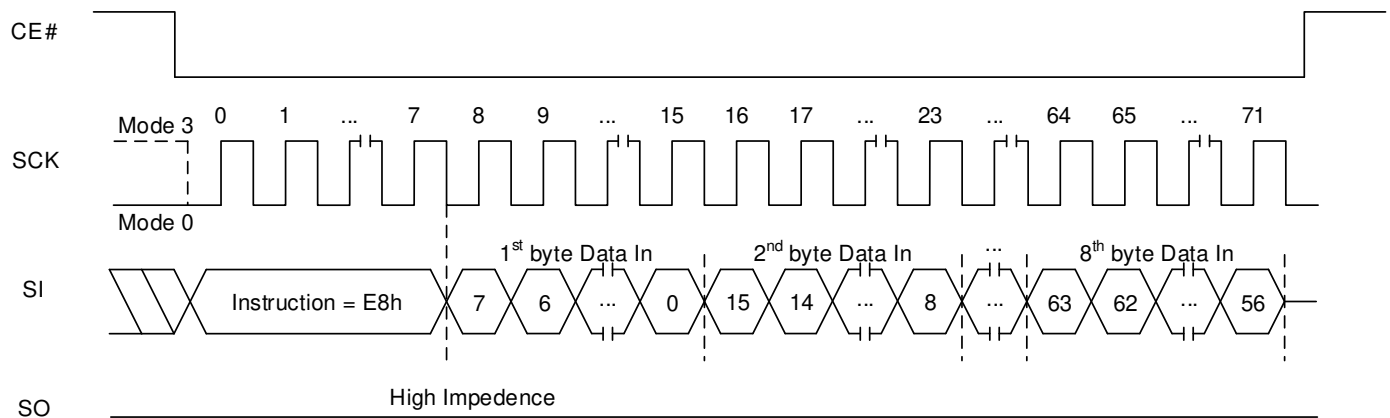 CE#
0 1 ... 7 8 9 ... 15 16 17 ... 23 ... 64 65 ... 71
Mode 3
SCK
Mode 0
1st byte Data In 2nd byte Data In ... 8th byte Data In
SI Instruction = E8h 7 6 ... 0 15 14 ... 8 ... 63 62 ... 56
High Impedence
SO